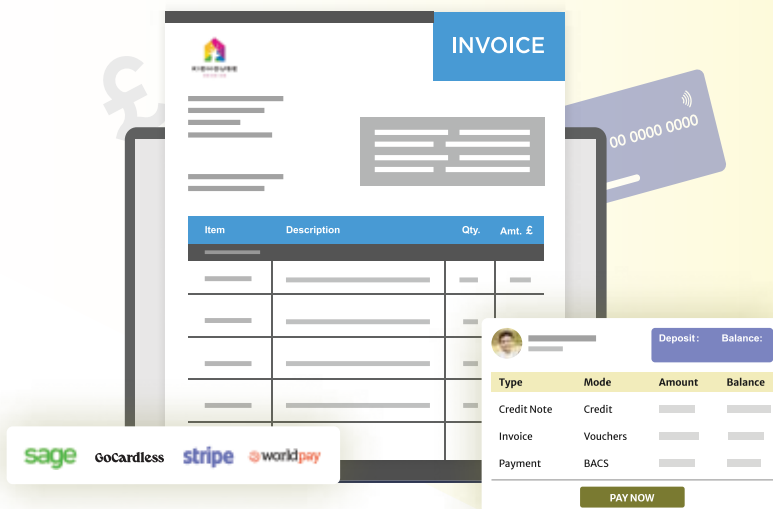 INVOICE
£
00 0000 0000
Item Description Qty. Amt. £
Deposit: Balance:
Type Mode Amount Balance
Credit Note Credit
Invoice Vouchers
Payment BACS
PAY NOW
sage GoCardless stripe worldpay